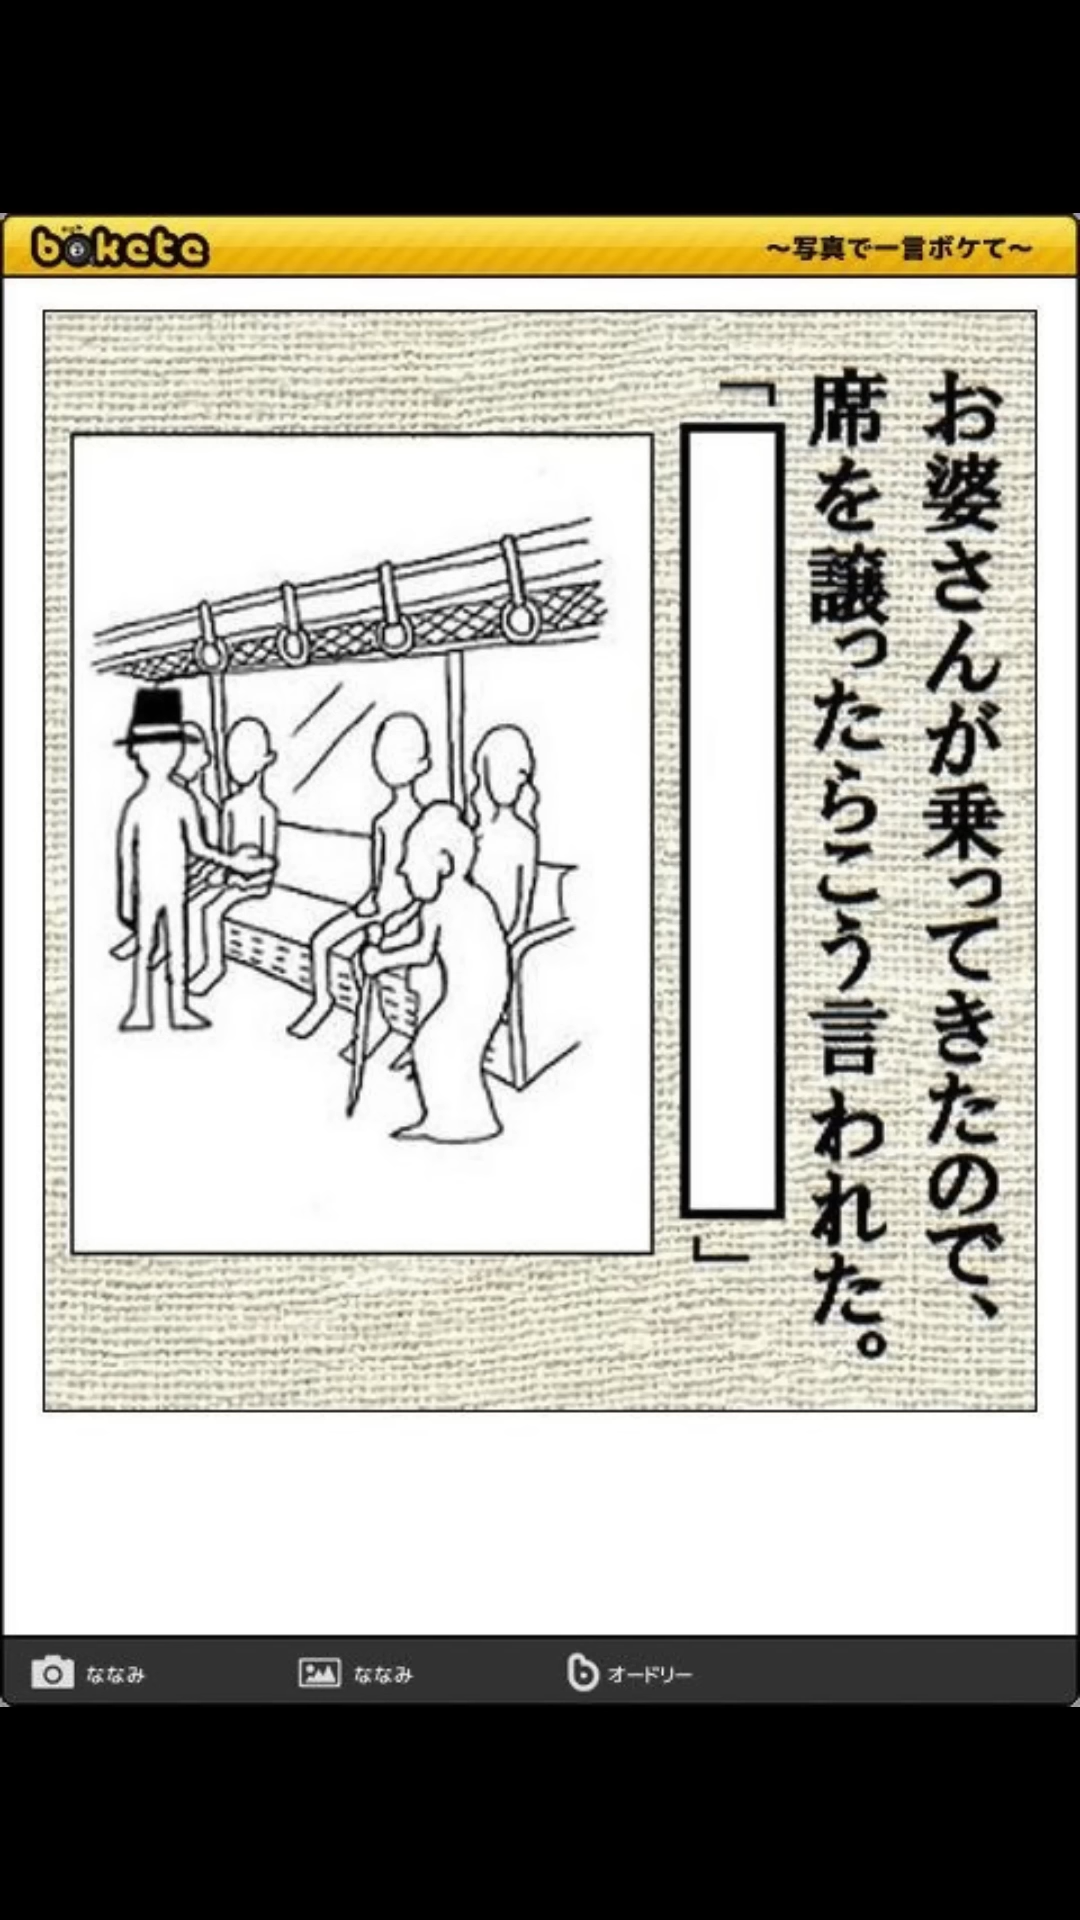 bokete
～写真で一言ボケて～
お婆さんが乗ってきたので、
席を譲ったらこう言われた。
「　」
ななみ
ななみ
オードリー